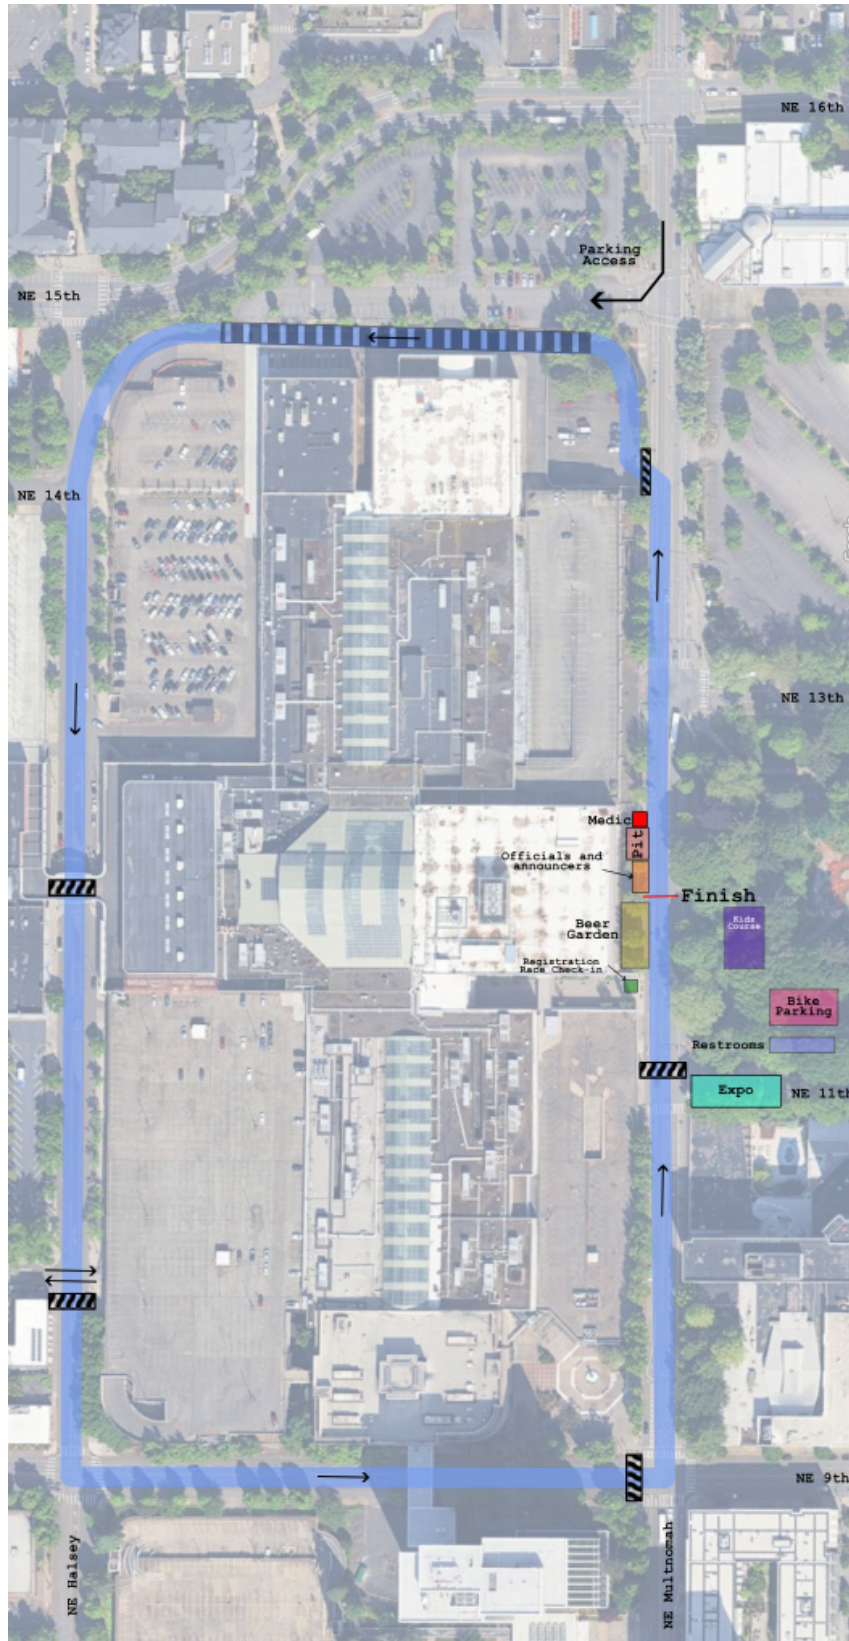 NE 16th
Parking
Access
NE 15th
NE 14th
NE 13th
Medic
Pit
Officials and
announcers
Finish
Beer
Garden
Kids
Course
Registration
Race Check-in
Bike
Parking
Restrooms
Expo
NE 11th
NE 9th
NE Halsey
NE Multnomah